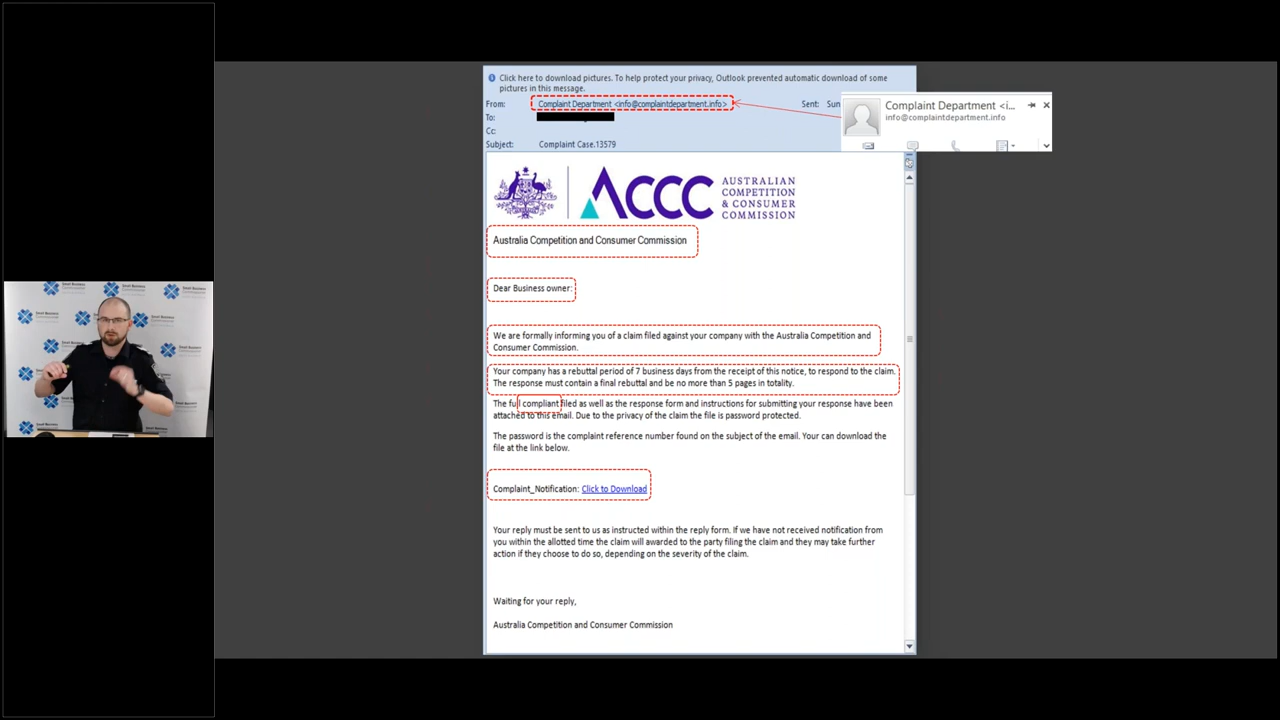 Click here to download pictures. To help protect your privacy, Outlook prevented automatic download of some
pictures in this message.
From: Complaint Department <info@complaintdepartment.info> Sent: Sun
To:
Cc:
Subject: Complaint Case.13579
Complaint Department <i...
info@complaintdepartment.info
ACCC
AUSTRALIAN
COMPETITION
& CONSUMER
COMMISSION
Australia Competition and Consumer Commission
Dear Business owner:
We are formally informing you of a claim filed against your company with the Australia Competition and
Consumer Commission.
Your company has a rebuttal period of 7 business days from the receipt of this notice, to respond to the claim.
The response must contain a final rebuttal and be no more than 5 pages in totality.
The full compliant filed as well as the response form and instructions for submitting your response have been
attached to this email. Due to the privacy of the claim the file is password protected.
The password is the complaint reference number found on the subject of the email. Your can download the
file at the link below.
Complaint_Notification: Click to Download
Your reply must be sent to us as instructed within the reply form. If we have not received notification from
you within the allotted time the claim will awarded to the party filing the claim and they may take further
action if they choose to do so, depending on the severity of the claim.
Waiting for your reply,
Australia Competition and Consumer Commission
Small Business